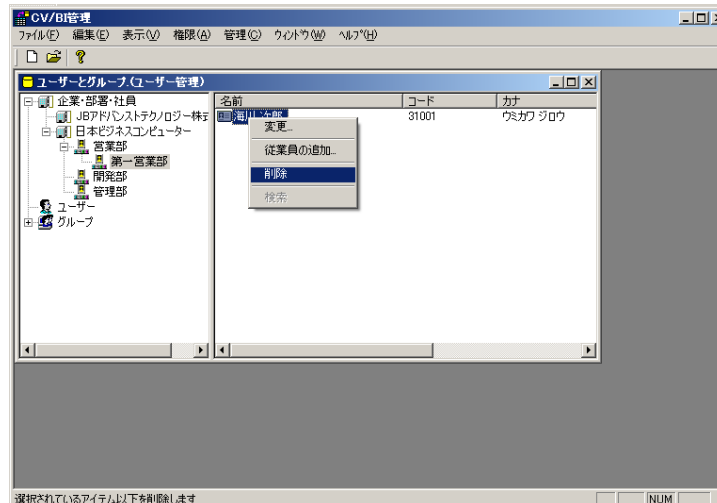 CV/BI管理
ファイル(F) 編集(E) 表示(V) 権限(A) 管理(C) ウィントウ(W) ヘルプ(H)
ユーザーとグループ.(ユーザー管理)
企業・部署・社員
JBアドバンストテクノロジー株式
日本ビジネスコンピューター
営業部
第一営業部
開発部
管理部
ユーザー
グループ
名前 コード カナ
海川 次郎 31001 ウミカワ ジロウ
変更...
従業員の追加...
削除
検索
選択されているアイテム以下を削除します
NUM